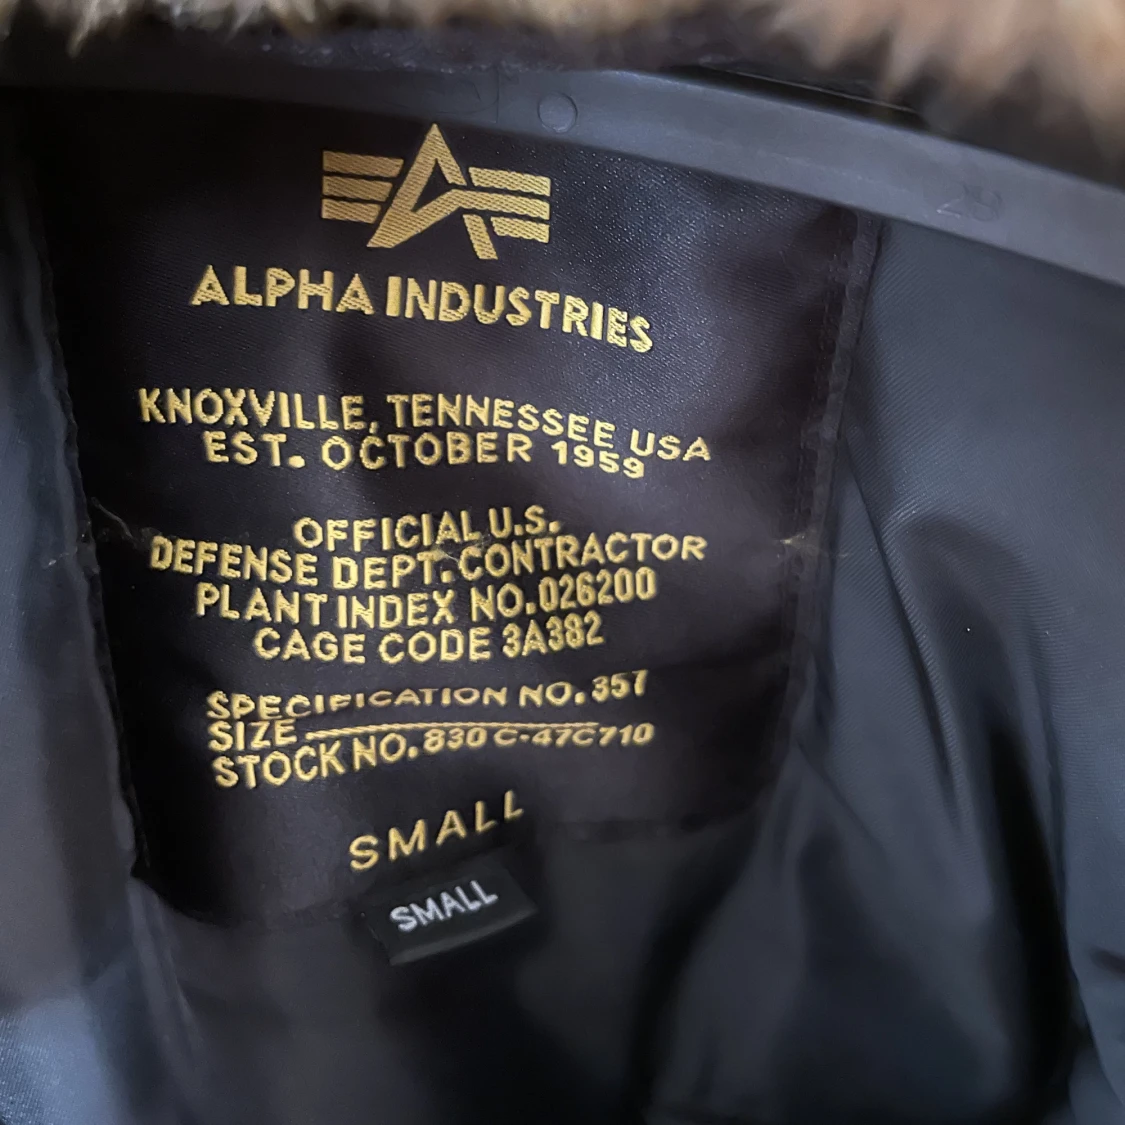 ALPHA INDUSTRIES
KNOXVILLE, TENNESSEE USA
EST. OCTOBER 1959
OFFICIAL U.S.
DEFENSE DEPT. CONTRACTOR
PLANT INDEX NO. 026200
CAGE CODE 3A382
SPECIFICATION NO. 357
SIZE
STOCK NO. 830 C-47C710
SMALL
SMALL